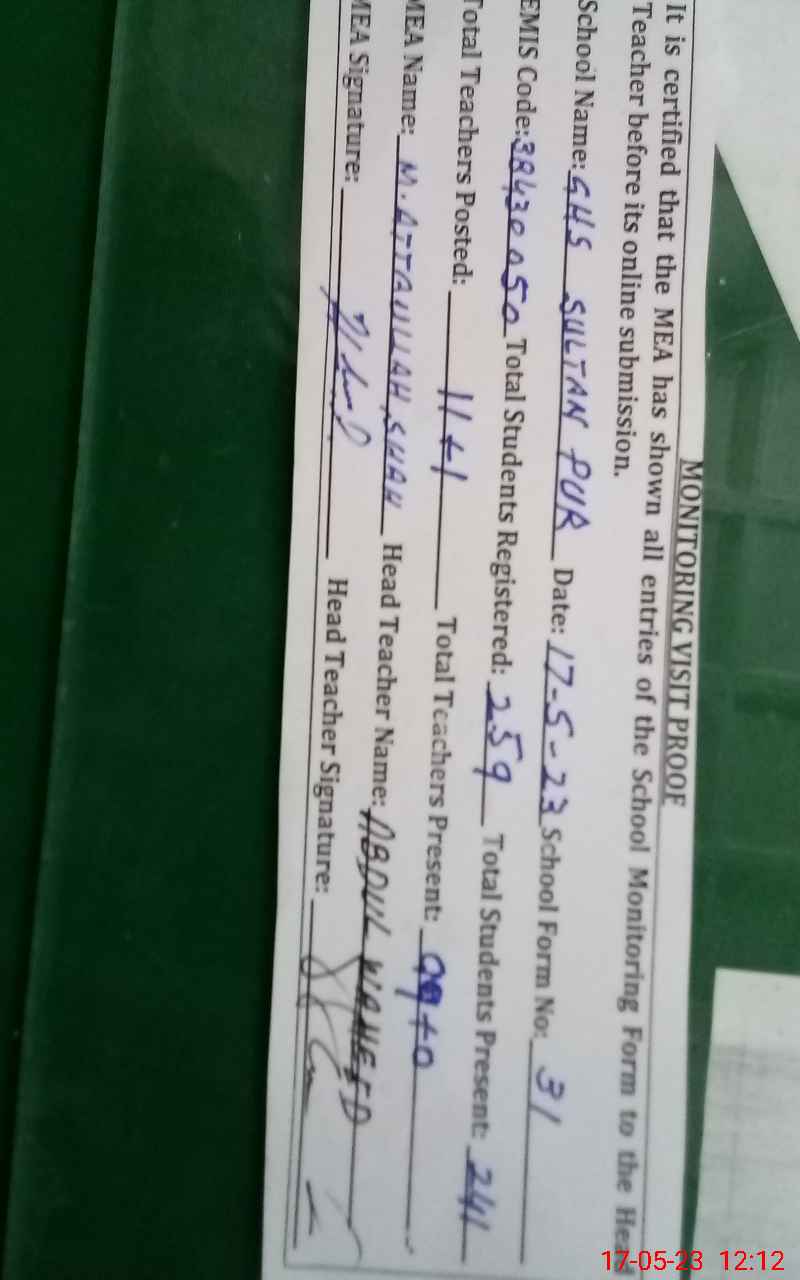 MONITORING VISIT PROOF
It is certified that the MEA has shown all entries of the School Monitoring Form to the Head
Teacher before its online submission.
School Name: GHS SULTAN PUR Date: 17-5-23 School Form No: 31
EMIS Code: 38430050 Total Students Registered: 259 Total Students Present: 241
Total Teachers Posted: 11+1 Total Teachers Present: 09+0
MEA Name: M. ATTAULLAH SHAH Head Teacher Name: ABDUL WAHEED
MEA Signature: Head Teacher Signature:
17-05-23 12:12